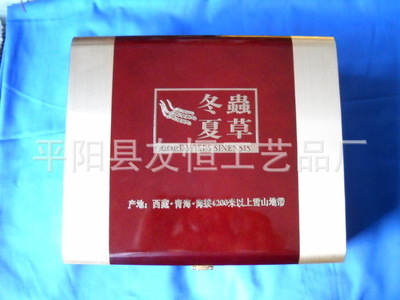 冬蟲
夏草
CORDYCEPS SINENSIS
平阳县友恒工艺品厂
产地：西藏·青海·海拔4200米以上雪山地带